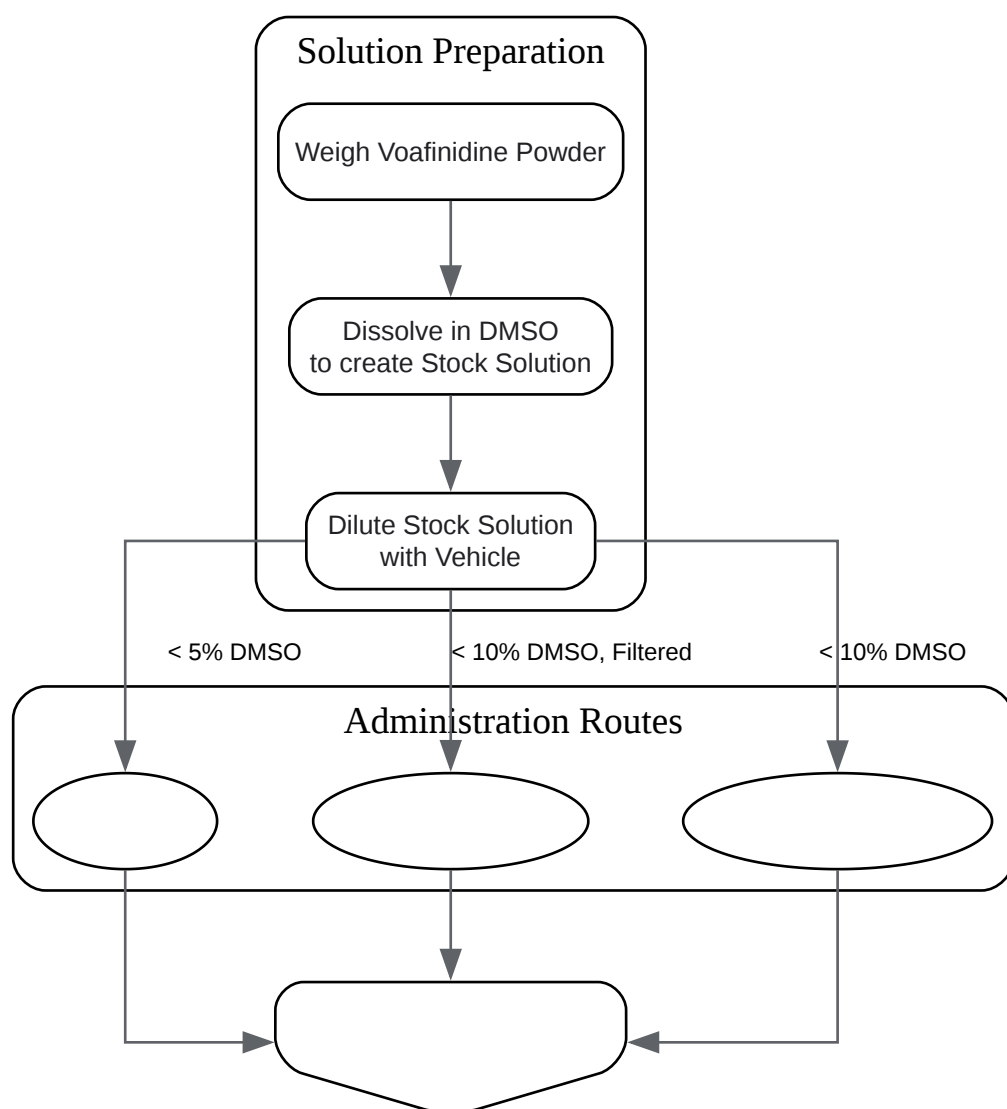 Solution Preparation
Weigh Voafinidine Powder
Dissolve in DMSO
to create Stock Solution
Dilute Stock Solution
with Vehicle
< 5% DMSO
< 10% DMSO, Filtered
< 10% DMSO
Administration Routes